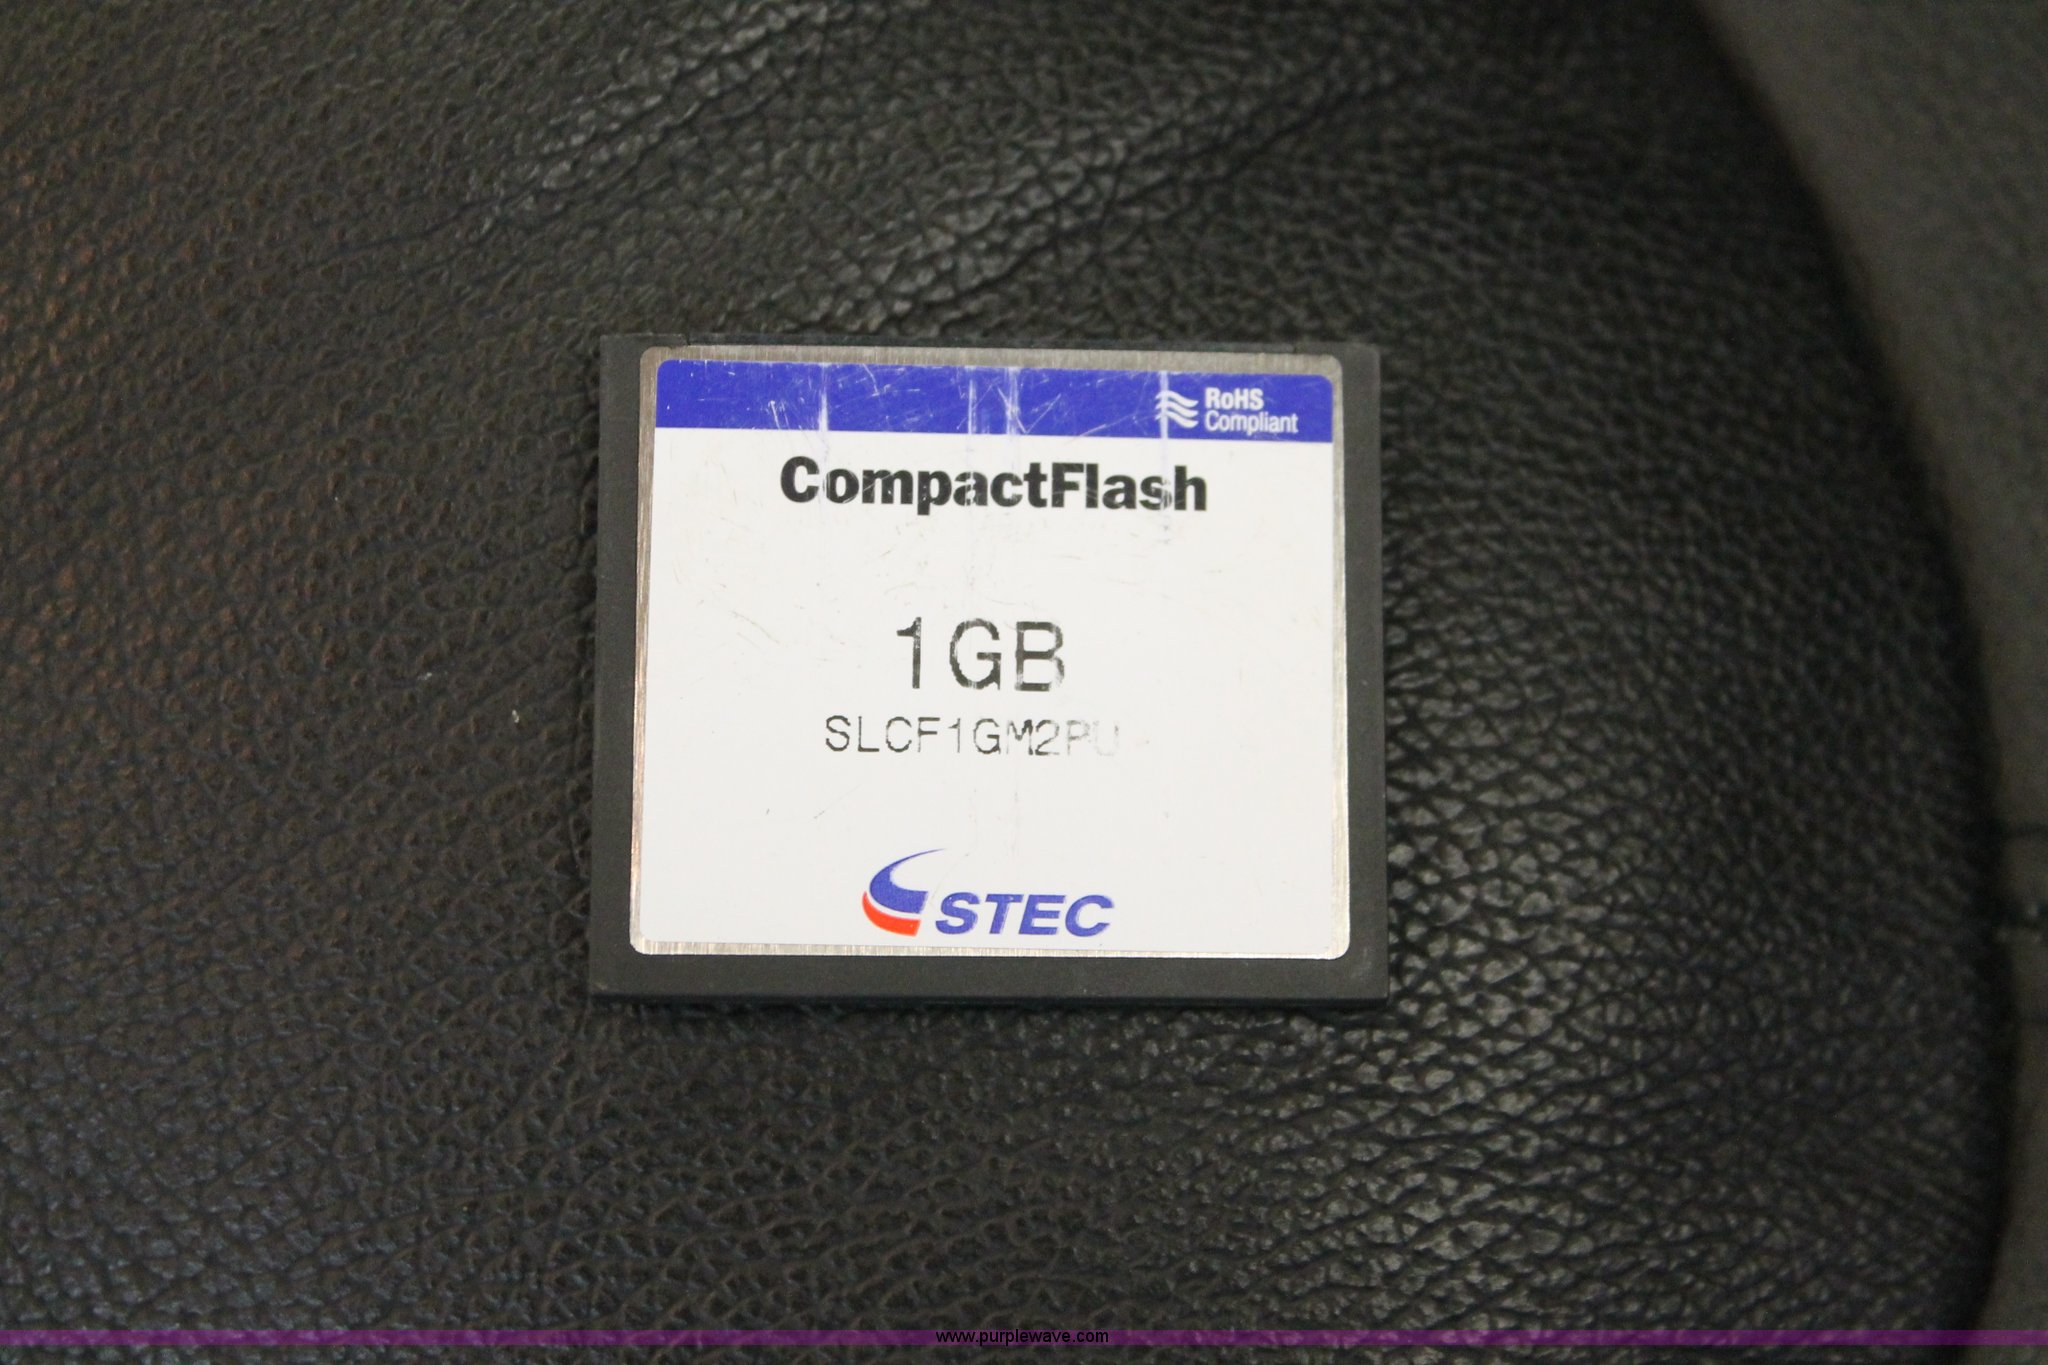 RoHS
Compliant
CompactFlash
1GB
SLCF1GM2PU
STEC
www.purplewave.com